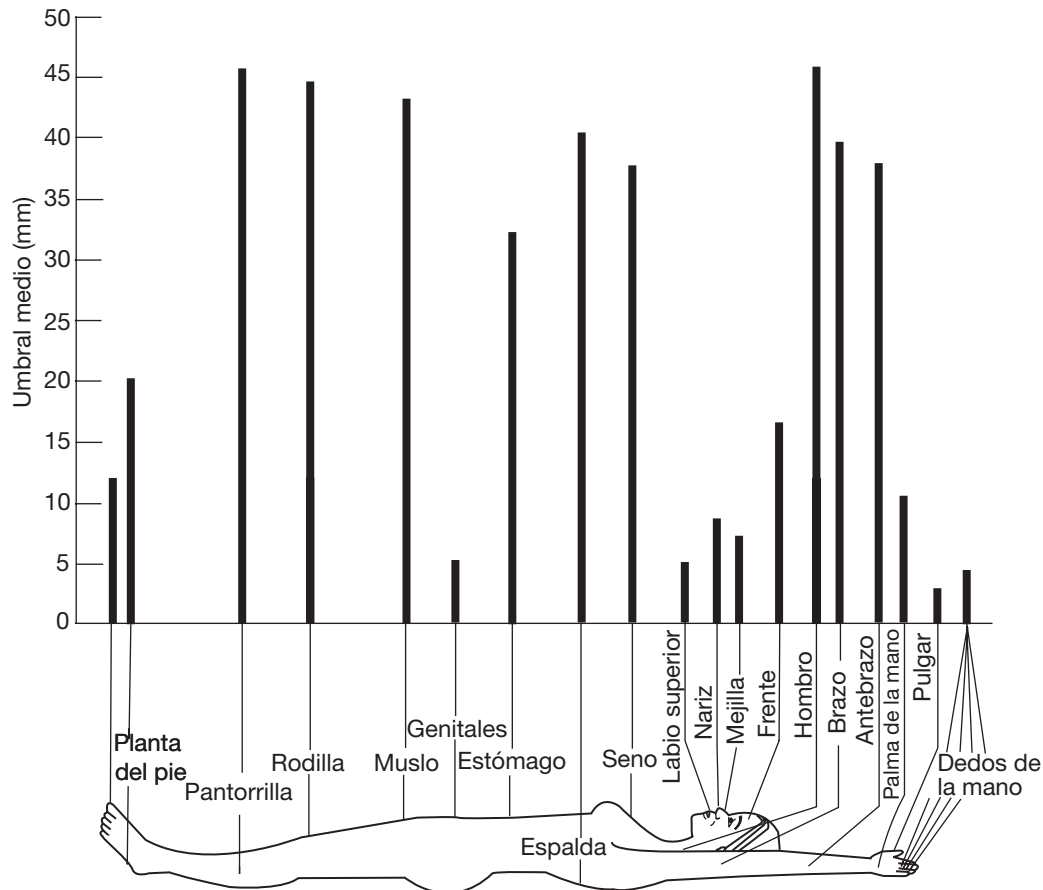 Umbral medio (mm)
50
45
40
35
30
25
20
15
10
5
0
Planta
del pie
Pantorrilla
Rodilla
Muslo
Genitales
Estómago
Espalda
Seno
Labio superior
Nariz
Mejilla
Frente
Hombro
Brazo
Antebrazo
Palma de la mano
Pulgar
Dedos de
la mano